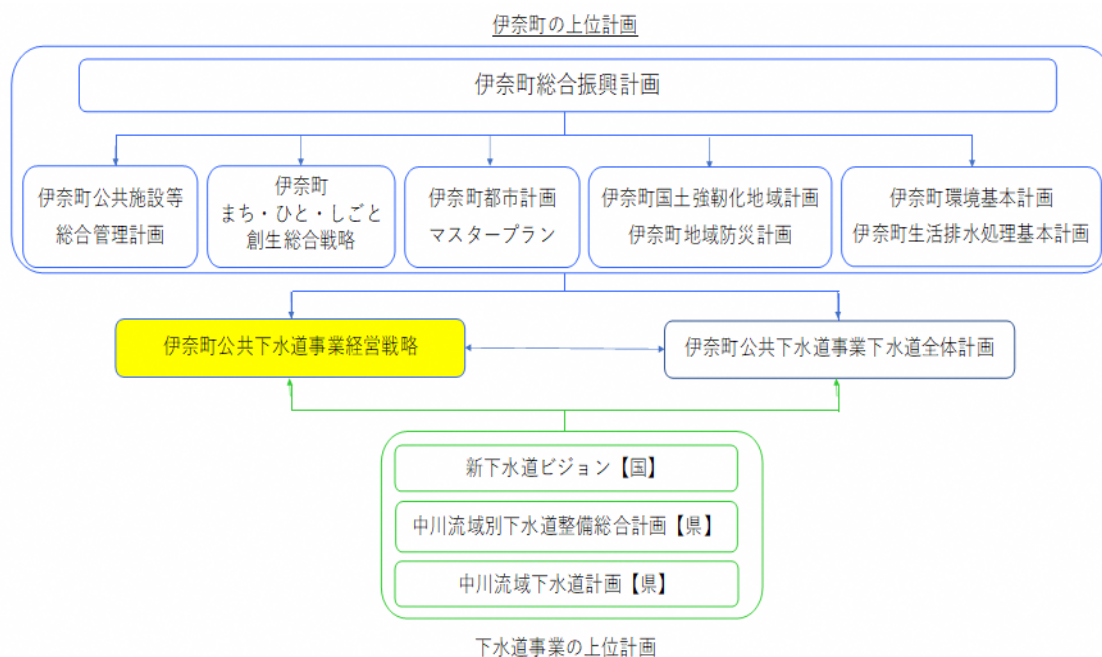 伊奈町の上位計画
伊奈町総合振興計画
伊奈町公共施設等
総合管理計画
伊奈町
まち・ひと・しごと
創生総合戦略
伊奈町都市計画
マスタープラン
伊奈町国土強靭化地域計画
伊奈町地域防災計画
伊奈町環境基本計画
伊奈町生活排水処理基本計画
伊奈町公共下水道事業経営戦略
伊奈町公共下水道事業下水道全体計画
新下水道ビジョン【国】
中川流域別下水道整備総合計画【県】
中川流域下水道計画【県】
下水道事業の上位計画